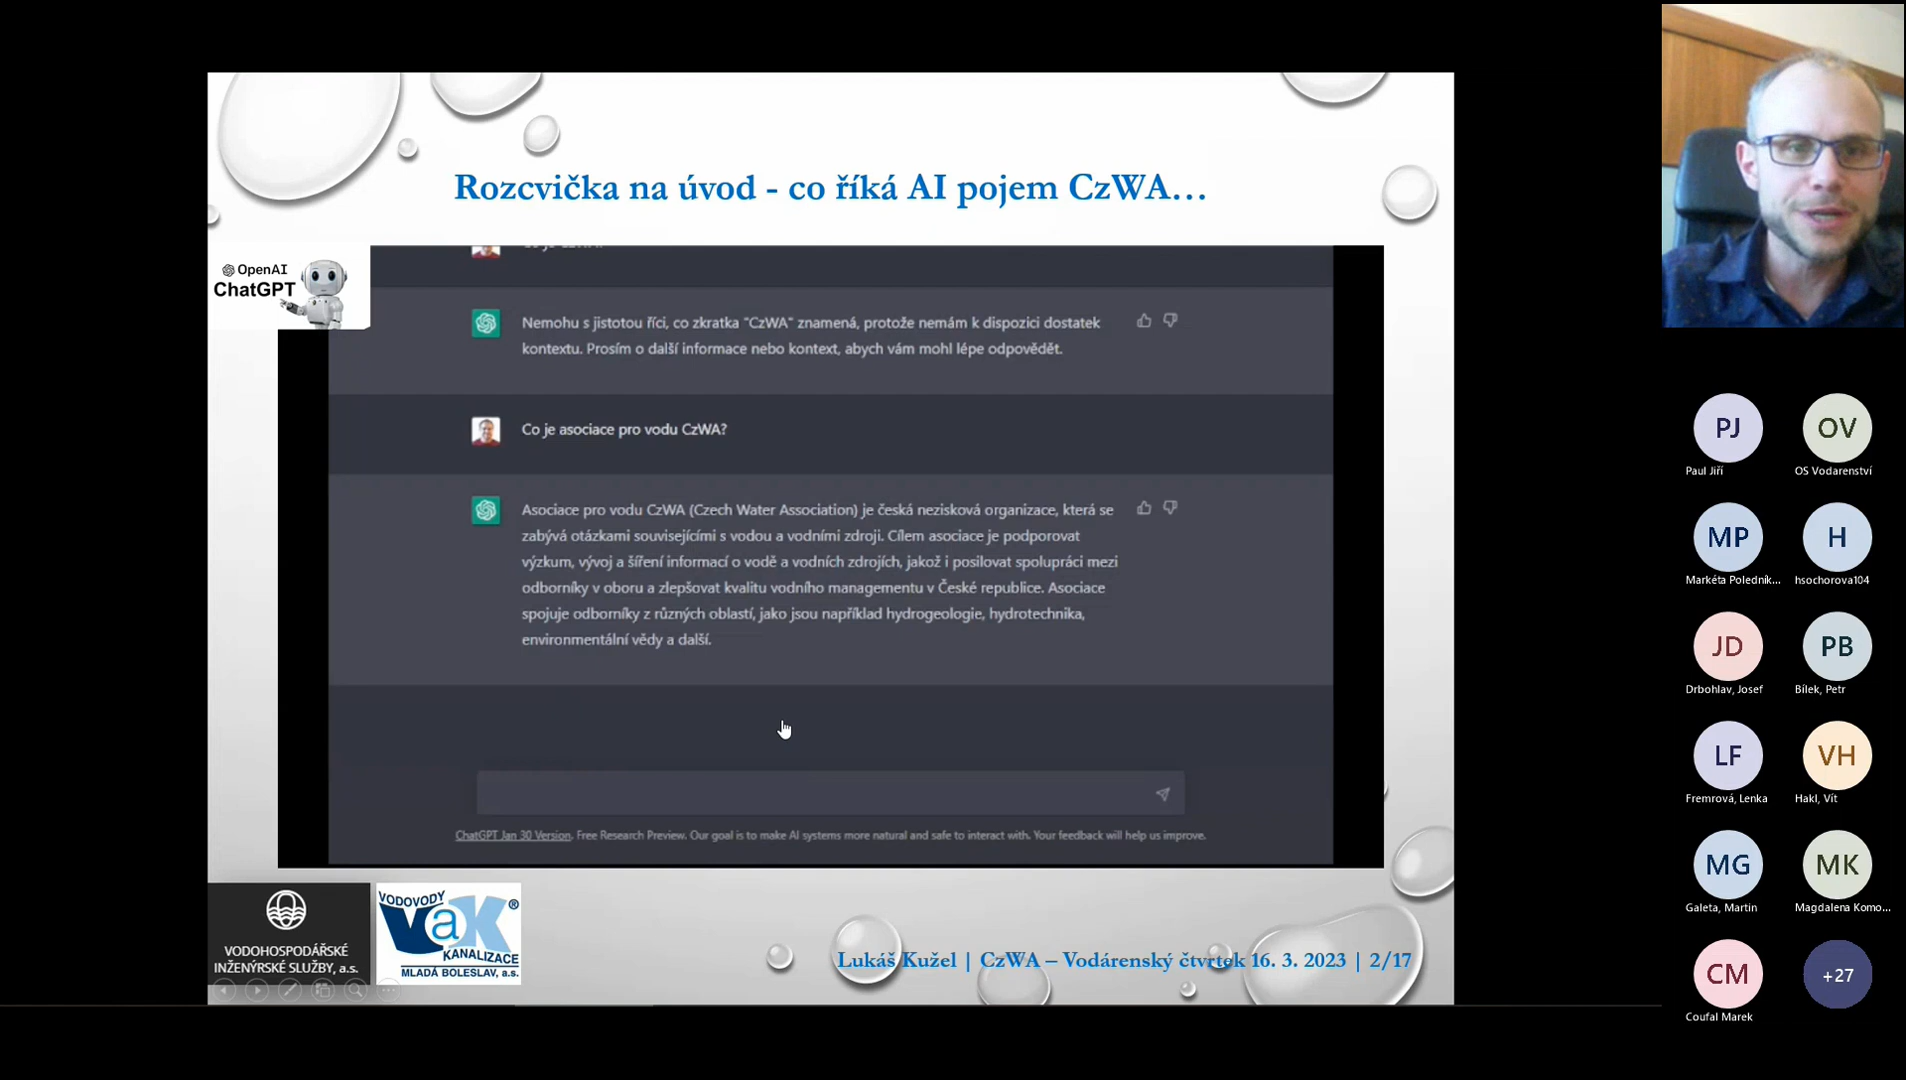 Rozcvička na úvod - co říká AI pojem CzWA...
OpenAI
ChatGPT
Nemohu s jistotou říci, co zkratka "CzWA" znamená, protože nemám k dispozici dostatek
kontextu. Prosím o další informace nebo kontext, abych vám mohl lépe odpovědět.
Co je asociace pro vodu CzWA?
Asociace pro vodu CzWA (Czech Water Association) je česká nezisková organizace, která se
zabývá otázkami souvisejícími s vodou a vodními zdroji. Cílem asociace je podporovat
výzkum, vývoj a šíření informací o vodě a vodních zdrojích, jakož i posilovat spolupráci mezi
odborníky v oboru a zlepšovat kvalitu vodního managementu v České republice. Asociace
spojuje odborníky z různých oblastí, jako jsou například hydrogeologie, hydrotechnika,
environmentální vědy a další.
ChatGPT Jan 30 Version. Free Research Preview. Our goal is to make AI systems more natural and safe to interact with. Your feedback will help us improve.
VODOHOSPODÁŘSKÉ
INŽENÝRSKÉ SLUŽBY, a.s.
VODOVODY
VaK®
KANALIZACE
MLADÁ BOLESLAV, a.s.
Lukáš Kužel | CzWA – Vodárenský čtvrtek 16. 3. 2023 | 2/17
PJ
Paul Jiří
OV
OS Vodarenství
MP
Markéta Poledník...
H
hsochorova104
JD
Drbohlav, Josef
PB
Bílek, Petr
LF
Fremrová, Lenka
VH
Hakl, Vít
MG
Galeta, Martin
MK
Magdalena Komo...
CM
Coufal Marek
+27